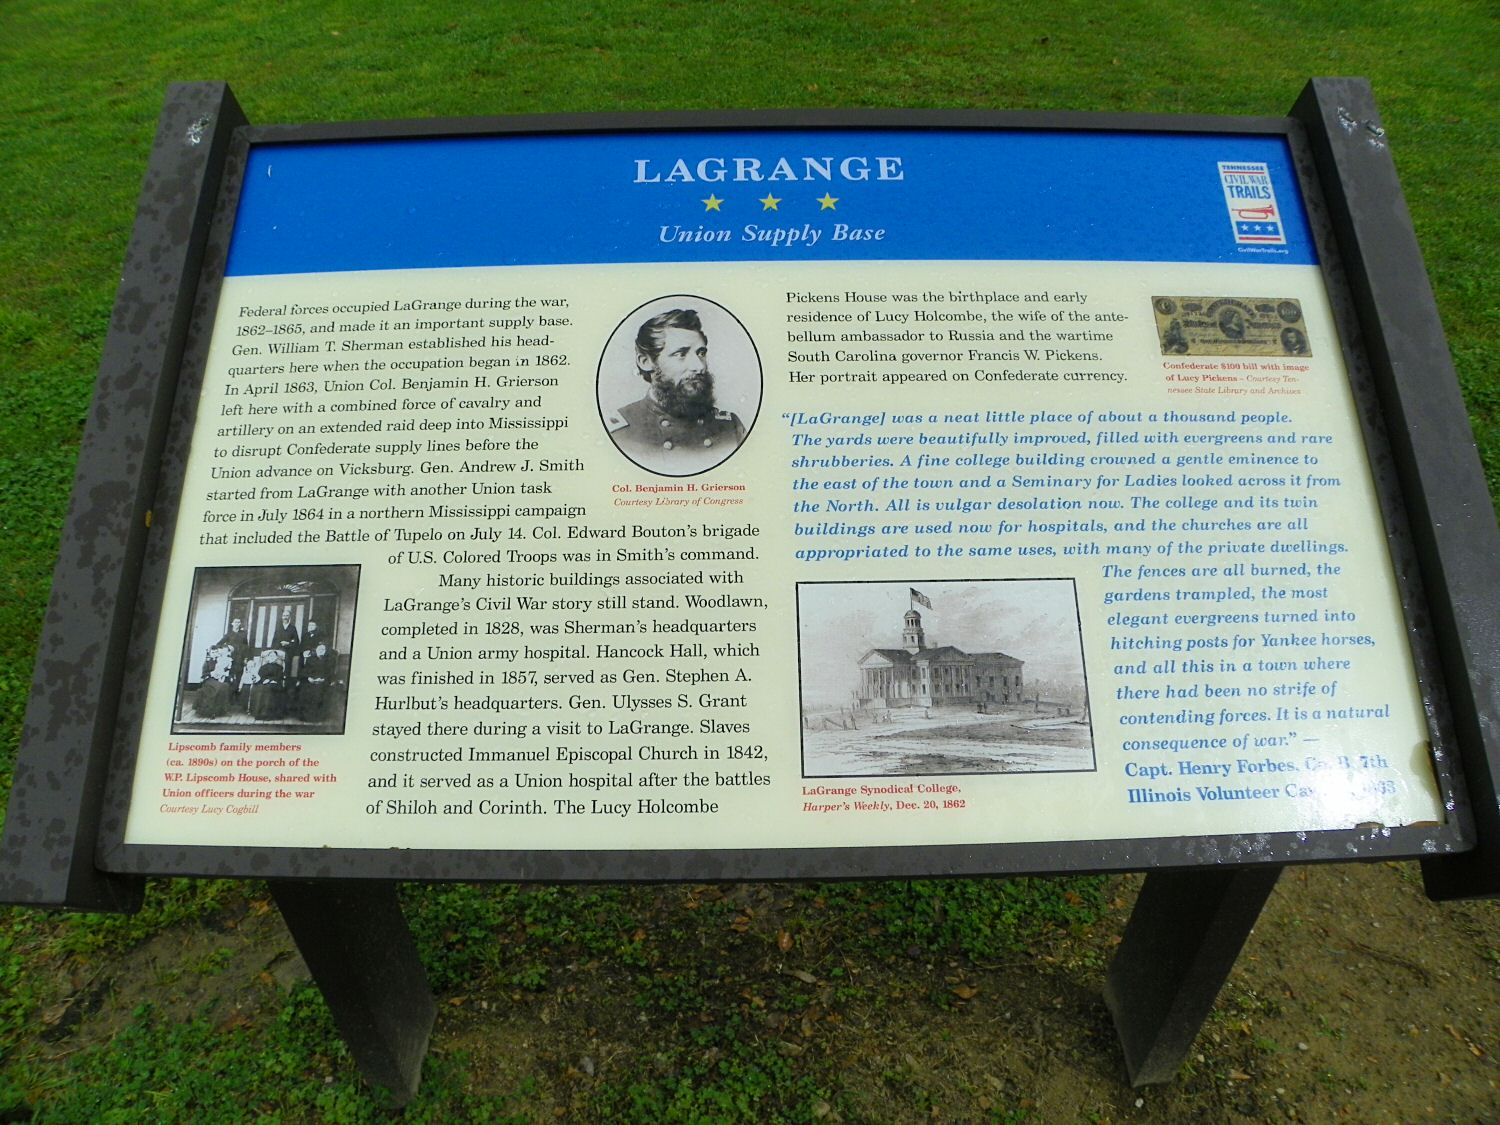 LAGRANGE
Union Supply Base
TENNESSEE
CIVIL WAR
TRAILS
CivilWarTrails.org
Federal forces occupied LaGrange during the war,
1862–1865, and made it an important supply base.
Gen. William T. Sherman established his head-
quarters here when the occupation began in 1862.
In April 1863, Union Col. Benjamin H. Grierson
left here with a combined force of cavalry and
artillery on an extended raid deep into Mississippi
to disrupt Confederate supply lines before the
Union advance on Vicksburg. Gen. Andrew J. Smith
started from LaGrange with another Union task
force in July 1864 in a northern Mississippi campaign
that included the Battle of Tupelo on July 14. Col. Edward Bouton's brigade
of U.S. Colored Troops was in Smith's command.
Many historic buildings associated with
LaGrange's Civil War story still stand. Woodlawn,
completed in 1828, was Sherman's headquarters
and a Union army hospital. Hancock Hall, which
was finished in 1857, served as Gen. Stephen A.
Hurlbut's headquarters. Gen. Ulysses S. Grant
stayed there during a visit to LaGrange. Slaves
constructed Immanuel Episcopal Church in 1842,
and it served as a Union hospital after the battles
of Shiloh and Corinth. The Lucy Holcombe
Col. Benjamin H. Grierson
Courtesy Library of Congress
Lipscomb family members
(ca. 1890s) on the porch of the
W.P. Lipscomb House, shared with
Union officers during the war
Courtesy Lucy Cogbill
Pickens House was the birthplace and early
residence of Lucy Holcombe, the wife of the ante-
bellum ambassador to Russia and the wartime
South Carolina governor Francis W. Pickens.
Her portrait appeared on Confederate currency.
Confederate $100 bill with image
of Lucy Pickens – Courtesy Ten-
nessee State Library and Archives
“[LaGrange] was a neat little place of about a thousand people.
The yards were beautifully improved, filled with evergreens and rare
shrubberies. A fine college building crowned a gentle eminence to
the east of the town and a Seminary for Ladies looked across it from
the North. All is vulgar desolation now. The college and its twin
buildings are used now for hospitals, and the churches are all
appropriated to the same uses, with many of the private dwellings.
The fences are all burned, the
gardens trampled, the most
elegant evergreens turned into
hitching posts for Yankee horses,
and all this in a town where
there had been no strife of
contending forces. It is a natural
consequence of war.” —
Capt. Henry Forbes, Co. B, 7th
Illinois Volunteer
LaGrange Synodical College,
Harper's Weekly, Dec. 20, 1862